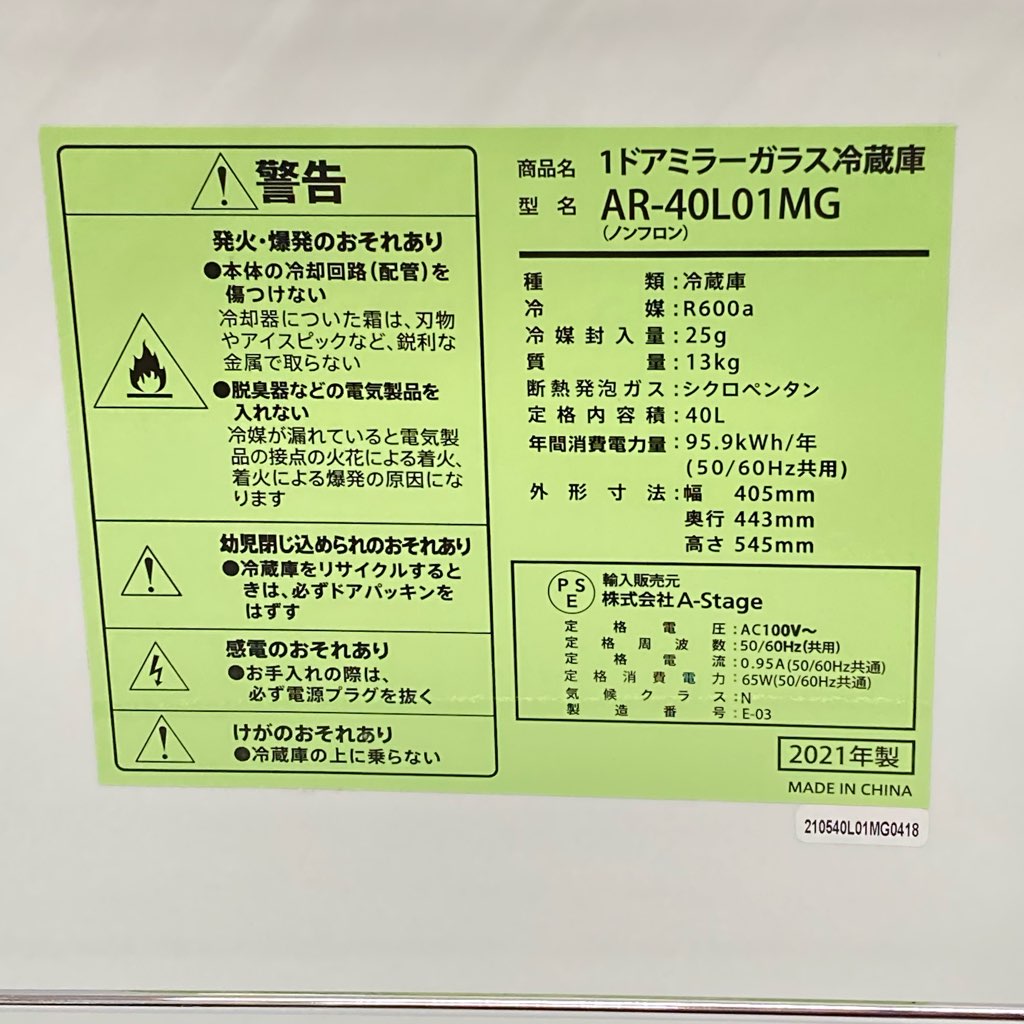 警告
発火・爆発のおそれあり
●本体の冷却回路(配管)を
傷つけない
冷却器についた霜は、刃物
やアイスピックなど、鋭利な
金属で取らない
●脱臭器などの電気製品を
入れない
冷媒が漏れていると電気製
品の接点の火花による着火、
着火による爆発の原因にな
ります
幼児閉じ込められのおそれあり
●冷蔵庫をリサイクルすると
きは、必ずドアパッキンを
はずす
感電のおそれあり
●お手入れの際は、
必ず電源プラグを抜く
けがのおそれあり
●冷蔵庫の上に乗らない
商品名 1ドアミラーガラス冷蔵庫
型名 AR-40L01MG
(ノンフロン)
種類:冷蔵庫
冷媒:R600a
冷媒封入量:25g
質量:13kg
断熱発泡ガス:シクロペンタン
定格内容積:40L
年間消費電力量:95.9kWh/年
(50/60Hz共用)
外形寸法:幅 405mm
奥行 443mm
高さ 545mm
PSE
輸入販売元
株式会社A-Stage
定格電圧:AC100V~
定格周波数:50/60Hz(共用)
定格電流:0.95A(50/60Hz共通)
定格消費電力:65W(50/60Hz共通)
気候クラス:N
製造番号:E-03
2021年製
MADE IN CHINA
210540L01MG0418